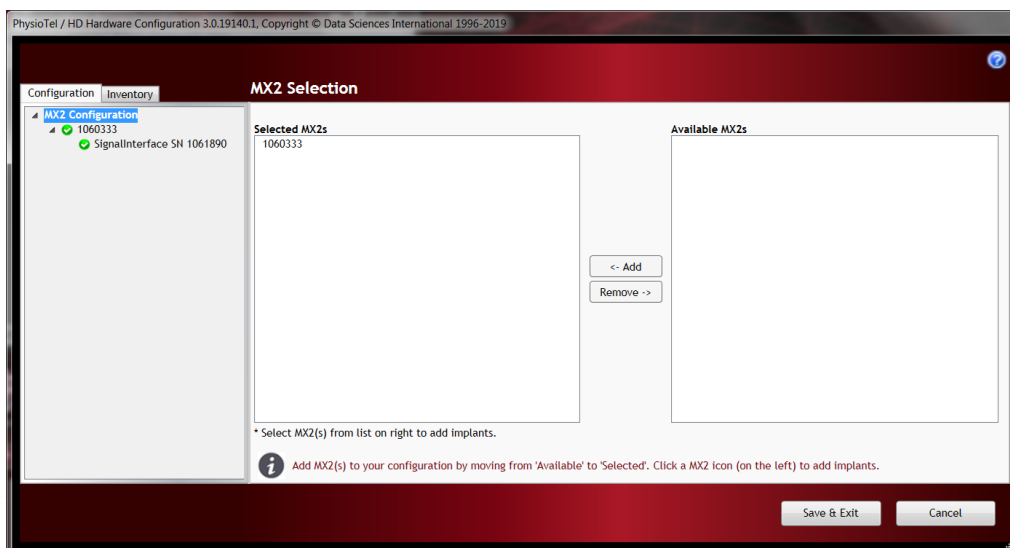 PhysioTel / HD Hardware Configuration 3.0.19140.1, Copyright © Data Sciences International 1996-2019
Configuration
Inventory
MX2 Selection
MX2 Configuration
1060333
SignalInterface SN 1061890
Selected MX2s
1060333
Available MX2s
<- Add
Remove ->
* Select MX2(s) from list on right to add implants.
Add MX2(s) to your configuration by moving from 'Available' to 'Selected'. Click a MX2 icon (on the left) to add implants.
Save & Exit
Cancel